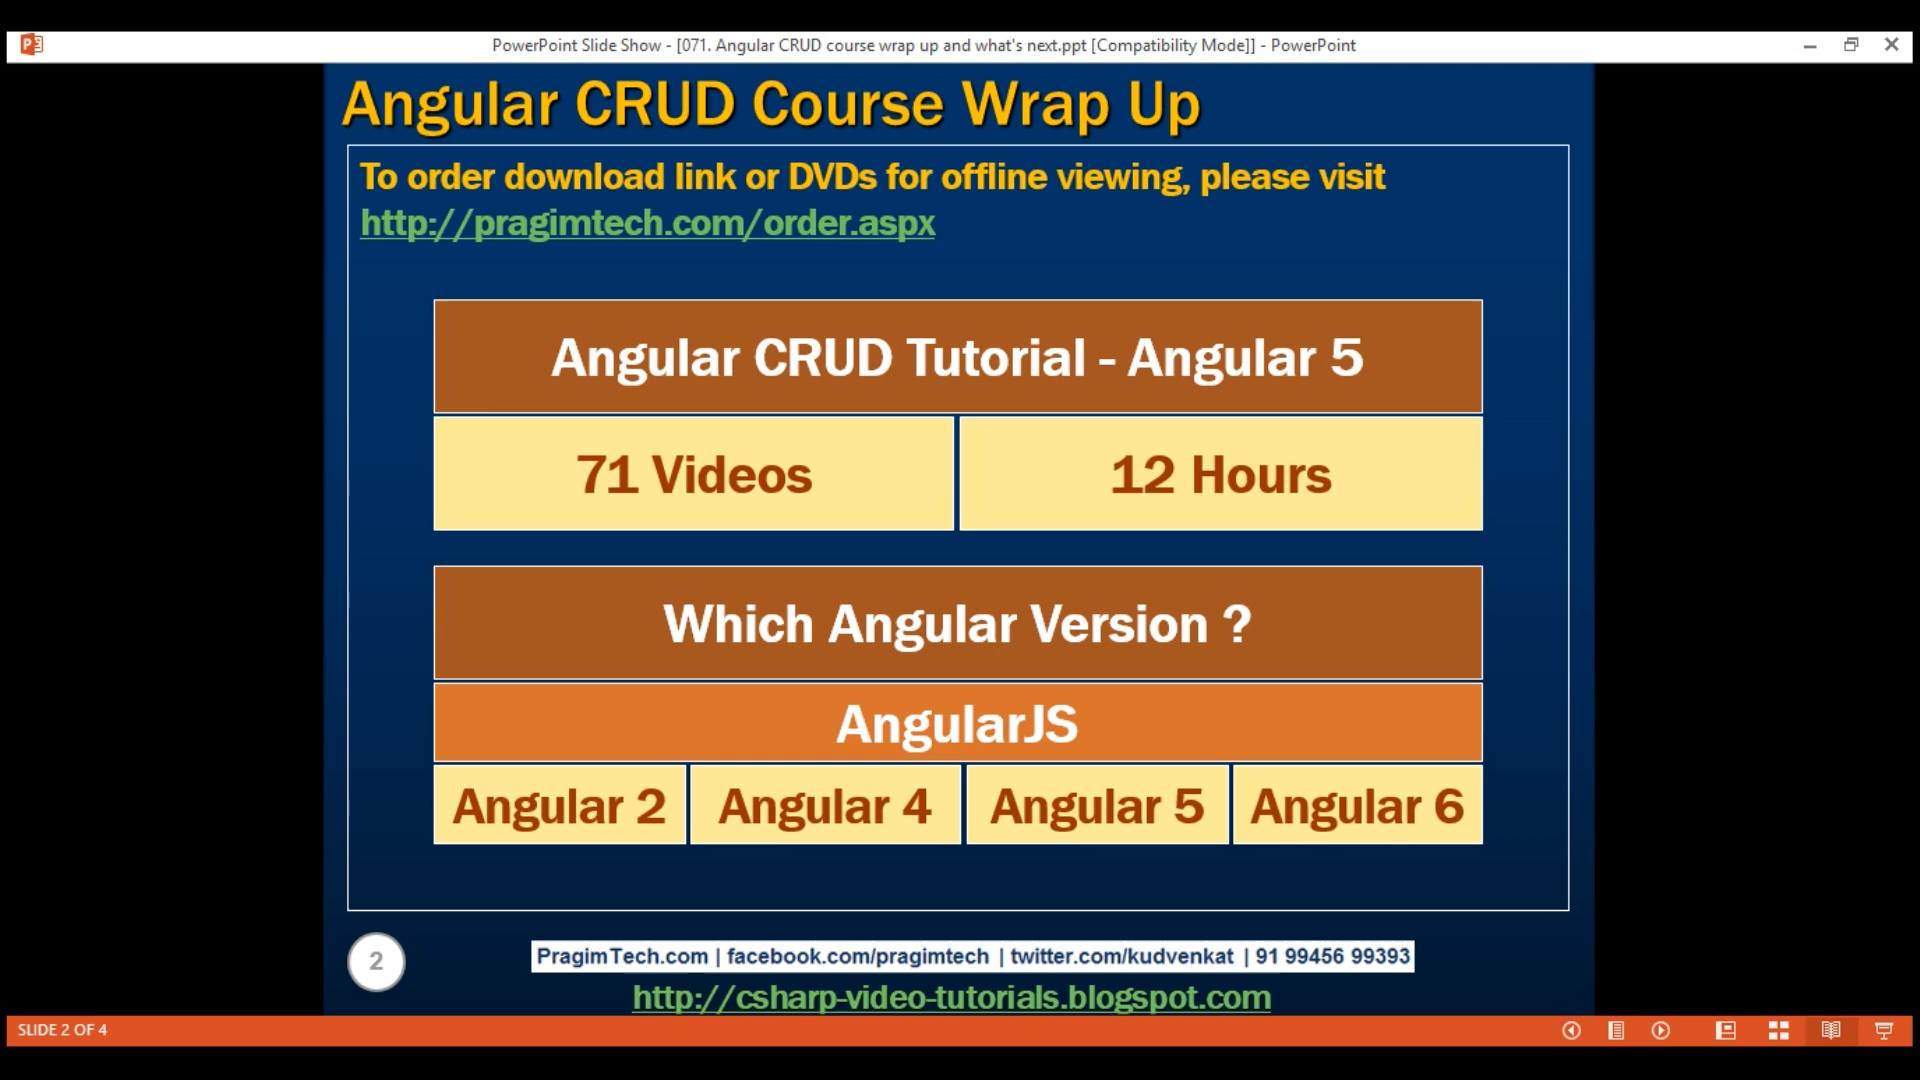 PowerPoint Slide Show - [071. Angular CRUD course wrap up and what's next.ppt [Compatibility Mode]] - PowerPoint
Angular CRUD Course Wrap Up
To order download link or DVDs for offline viewing, please visit
http://pragimtech.com/order.aspx
Angular CRUD Tutorial - Angular 5
71 Videos
12 Hours
Which Angular Version ?
AngularJS
Angular 2
Angular 4
Angular 5
Angular 6
2
PragimTech.com | facebook.com/pragimtech | twitter.com/kudvenkat | 91 99456 99393
http://csharp-video-tutorials.blogspot.com
SLIDE 2 OF 4